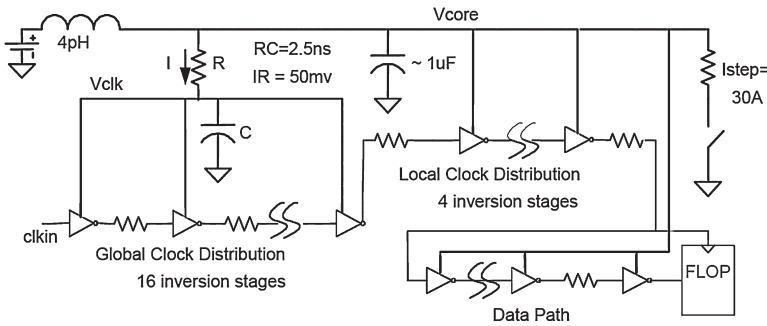 Vcore
4pH
I
R
RC=2.5ns
IR = 50mv
~ 1uF
Istep=
30A
Vclk
C
Local Clock Distribution
4 inversion stages
clkin
Global Clock Distribution
16 inversion stages
FLOP
Data Path